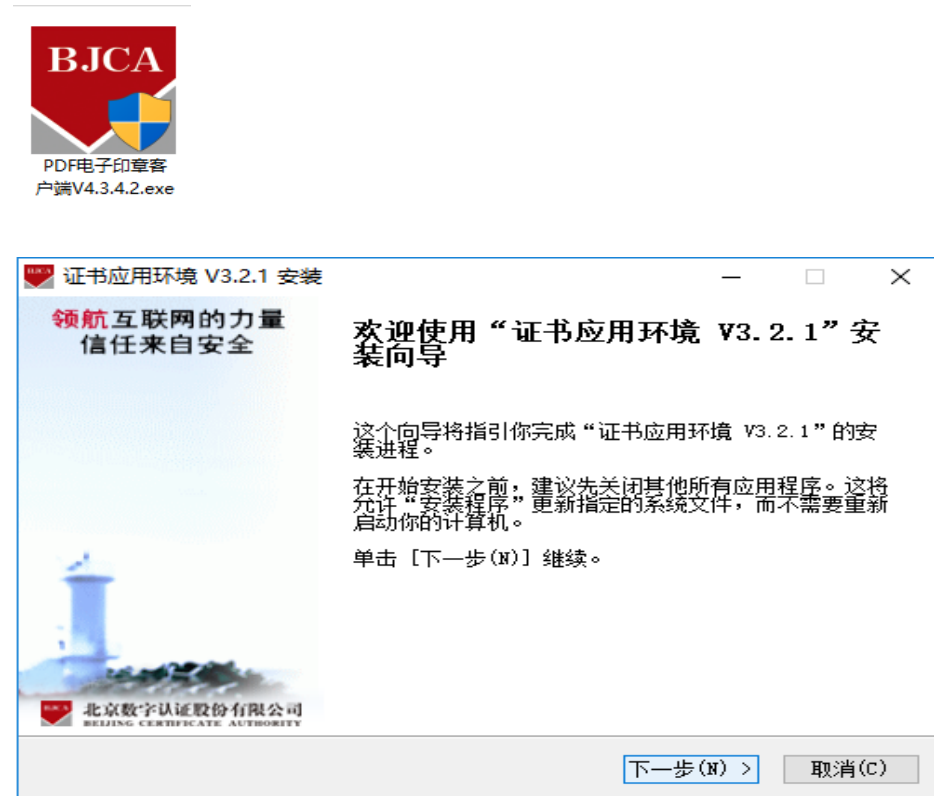 BJCA
PDF电子印章客
户端V4.3.4.2.exe
BJCA 证书应用环境 V3.2.1 安装
领航互联网的力量
信任来自安全
欢迎使用“证书应用环境 V3.2.1”安
装向导
这个向导将指引你完成“证书应用环境 V3.2.1”的安
装进程。
在开始安装之前，建议先关闭其他所有应用程序。这将
允许“安装程序”更新指定的系统文件，而不需要重新
启动你的计算机。
单击 [下一步(N)] 继续。
BJCA 北京数字认证股份有限公司
BEIJING CERTIFICATE AUTHORITY
下一步(N) > 取消(C)